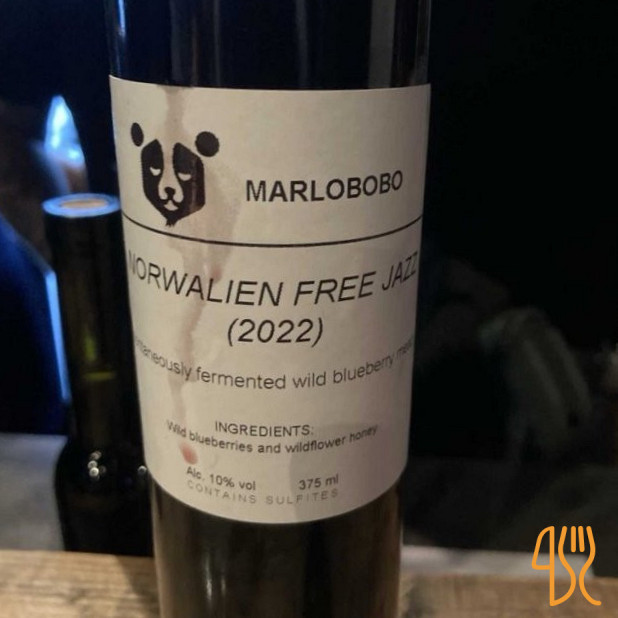 MARLOBOBO
NORWALIEN FREE JAZZ
(2022)
fermented wild blueberry
INGREDIENTS:
Wild blueberries and wildflower honey
Alc. 10% vol 375 ml
CONTAINS SULFITES